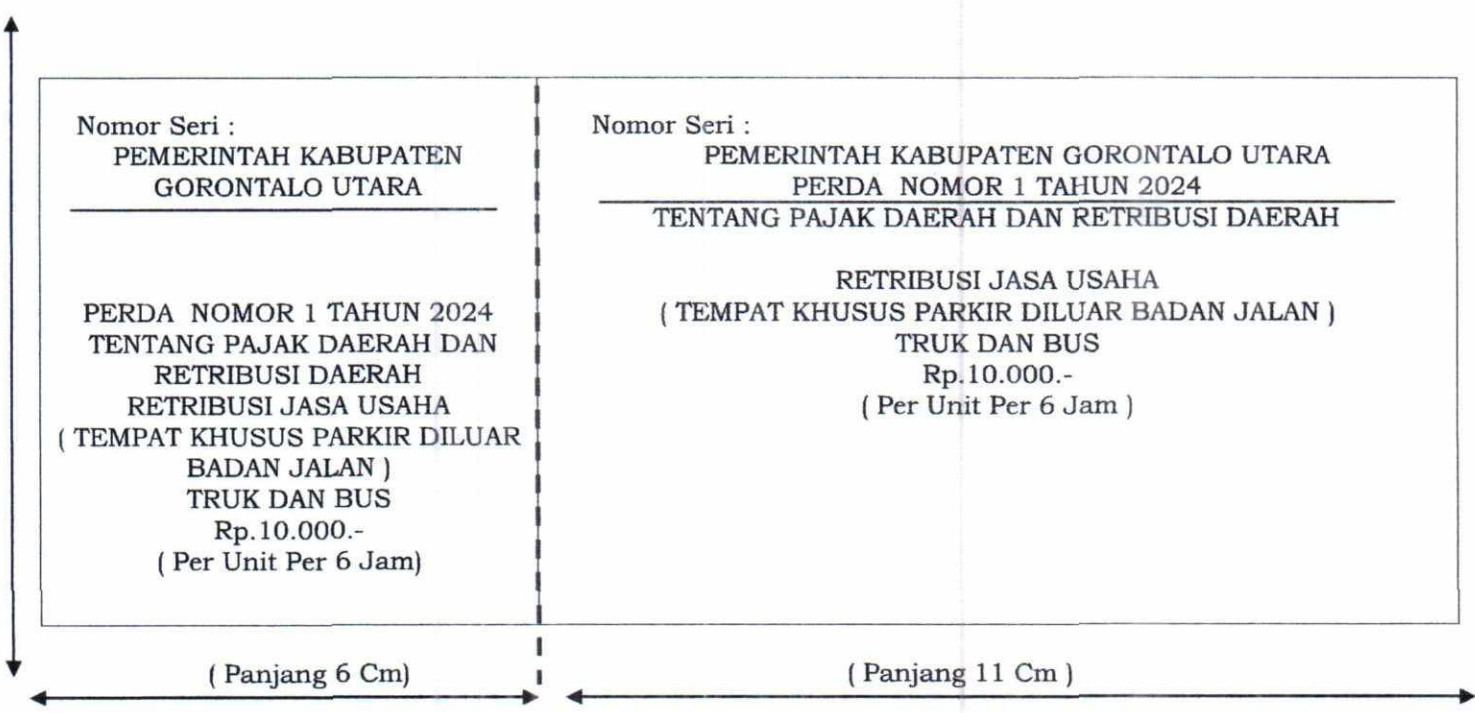 Nomor Seri :
PEMERINTAH KABUPATEN
GORONTALO UTARA
PERDA NOMOR 1 TAHUN 2024
TENTANG PAJAK DAERAH DAN
RETRIBUSI DAERAH
RETRIBUSI JASA USAHA
( TEMPAT KHUSUS PARKIR DILUAR
BADAN JALAN )
TRUK DAN BUS
Rp.10.000.-
( Per Unit Per 6 Jam)
( Panjang 6 Cm)
Nomor Seri :
PEMERINTAH KABUPATEN GORONTALO UTARA
PERDA NOMOR 1 TAHUN 2024
TENTANG PAJAK DAERAH DAN RETRIBUSI DAERAH
RETRIBUSI JASA USAHA
( TEMPAT KHUSUS PARKIR DILUAR BADAN JALAN )
TRUK DAN BUS
Rp.10.000.-
( Per Unit Per 6 Jam )
( Panjang 11 Cm )